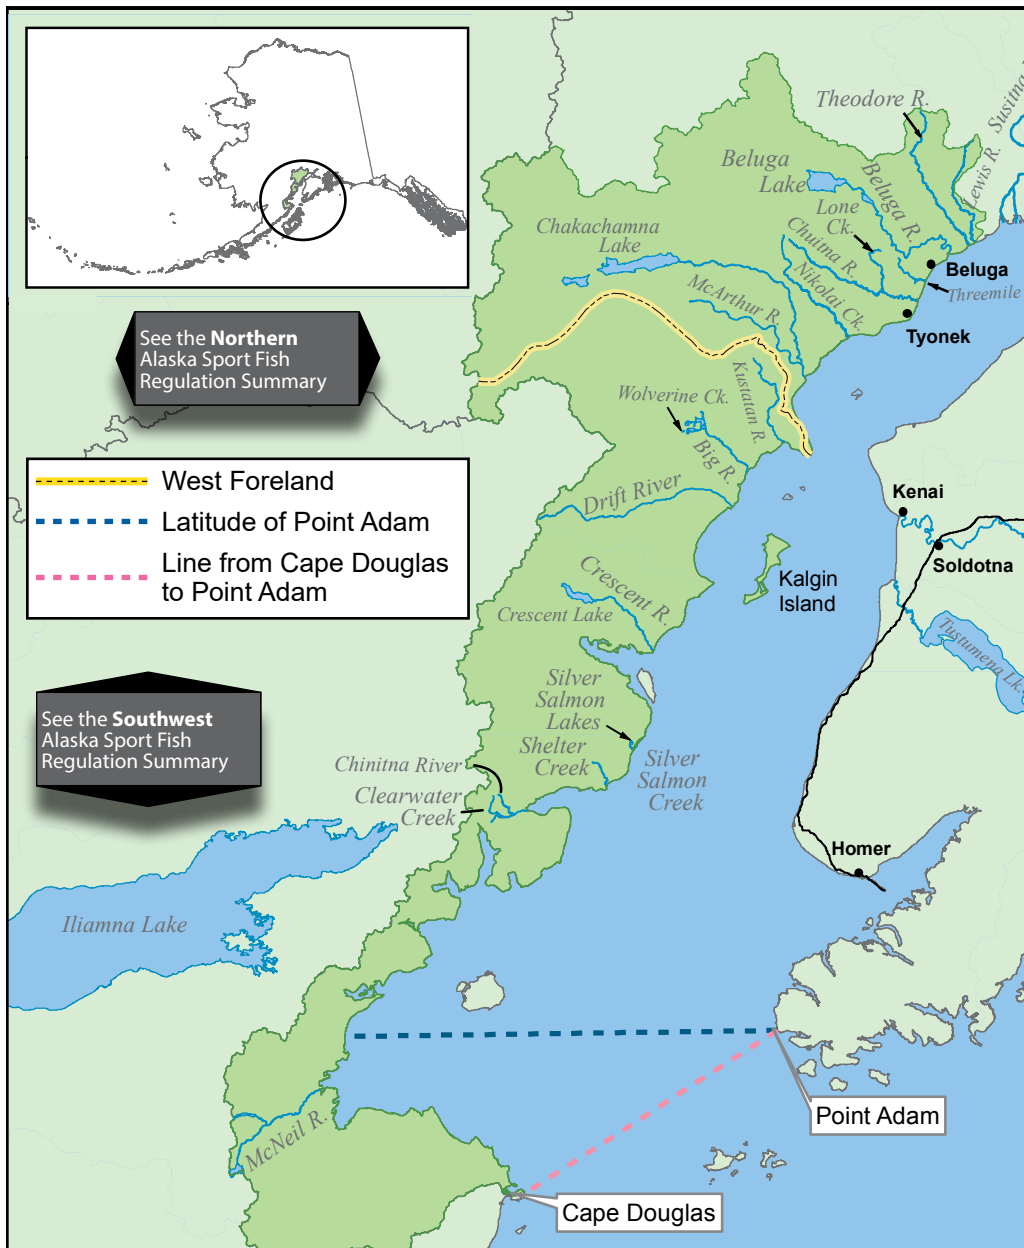 Theodore R.
Susitna
Beluga
Lake
Beluga R.
Lewis R.
Lone
Ck.
Chakachamna
Lake
Chuitna R.
Beluga
Threemile
Nikolai Ck.
McArthur R.
Tyonek
See the Northern
Alaska Sport Fish
Regulation Summary
Kustatan R.
Wolverine Ck.
Big R.
West Foreland
Latitude of Point Adam
Line from Cape Douglas
to Point Adam
Drift River
Kenai
Soldotna
Kalgin
Island
Crescent R.
Crescent Lake
Tustumena Lk.
See the Southwest
Alaska Sport Fish
Regulation Summary
Silver
Salmon
Lakes
Shelter
Creek
Silver
Salmon
Creek
Chinitna River
Clearwater
Creek
Homer
Iliamna Lake
Point Adam
McNeil R.
Cape Douglas